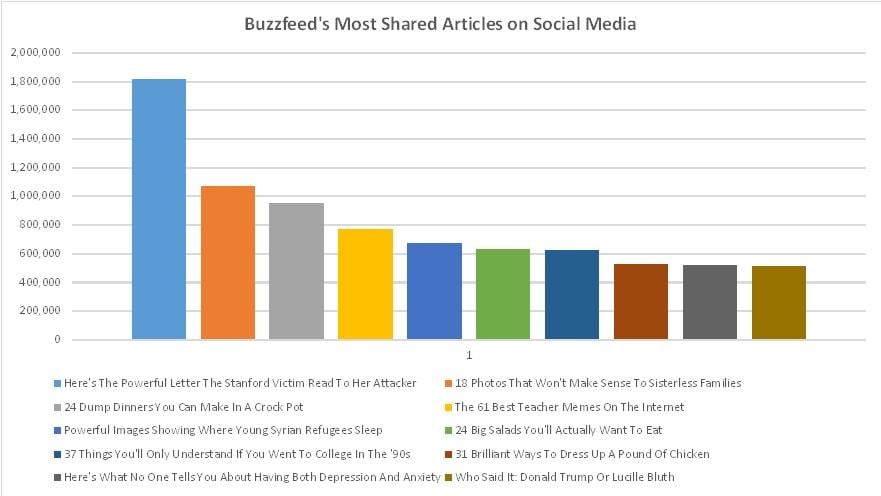 Buzzfeed's Most Shared Articles on Social Media
2,000,000
1,800,000
1,600,000
1,400,000
1,200,000
1,000,000
800,000
600,000
400,000
200,000
0
1
Here's The Powerful Letter The Stanford Victim Read To Her Attacker
18 Photos That Won't Make Sense To Sisterless Families
24 Dump Dinners You Can Make In A Crock Pot
The 61 Best Teacher Memes On The Internet
Powerful Images Showing Where Young Syrian Refugees Sleep
24 Big Salads You'll Actually Want To Eat
37 Things You'll Only Understand If You Went To College In The '90s
31 Brilliant Ways To Dress Up A Pound Of Chicken
Here's What No One Tells You About Having Both Depression And Anxiety
Who Said It: Donald Trump Or Lucille Bluth